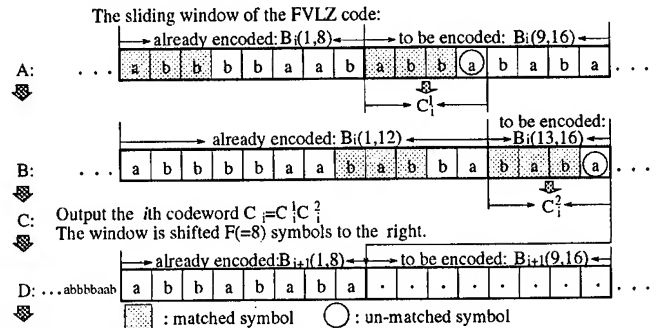 The sliding window of the FVLZ code:
already encoded: Bi(1,8) to be encoded: Bi(9,16)
A: . . . a b b b b a a b a b b a b a b a . . .
C¹i
to be encoded:
already encoded: Bi(1,12) Bi(13,16)
B: . . . a b b b b a a b a b b a b a b a . . .
C²i
C: Output the ith codeword C i=C¹i C²i
The window is shifted F(=8) symbols to the right.
already encoded:Bi+1(1,8) to be encoded: Bi+1(9,16)
D: ...abbbbaab a b b a b a b a · · · · · · · · . . .
: matched symbol : un-matched symbol